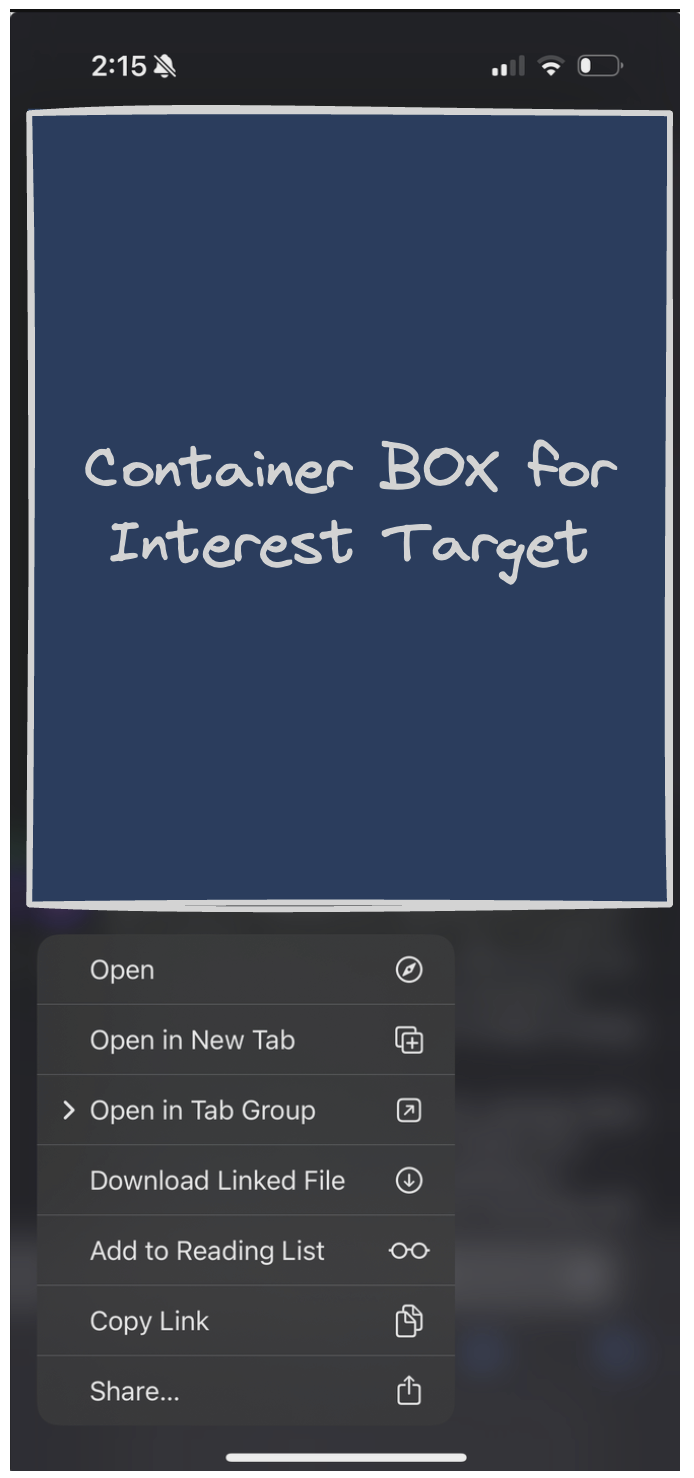 2:15
Container BOX for
Interest Target
Open
Open in New Tab
Open in Tab Group
Download Linked File
Add to Reading List
Copy Link
Share...